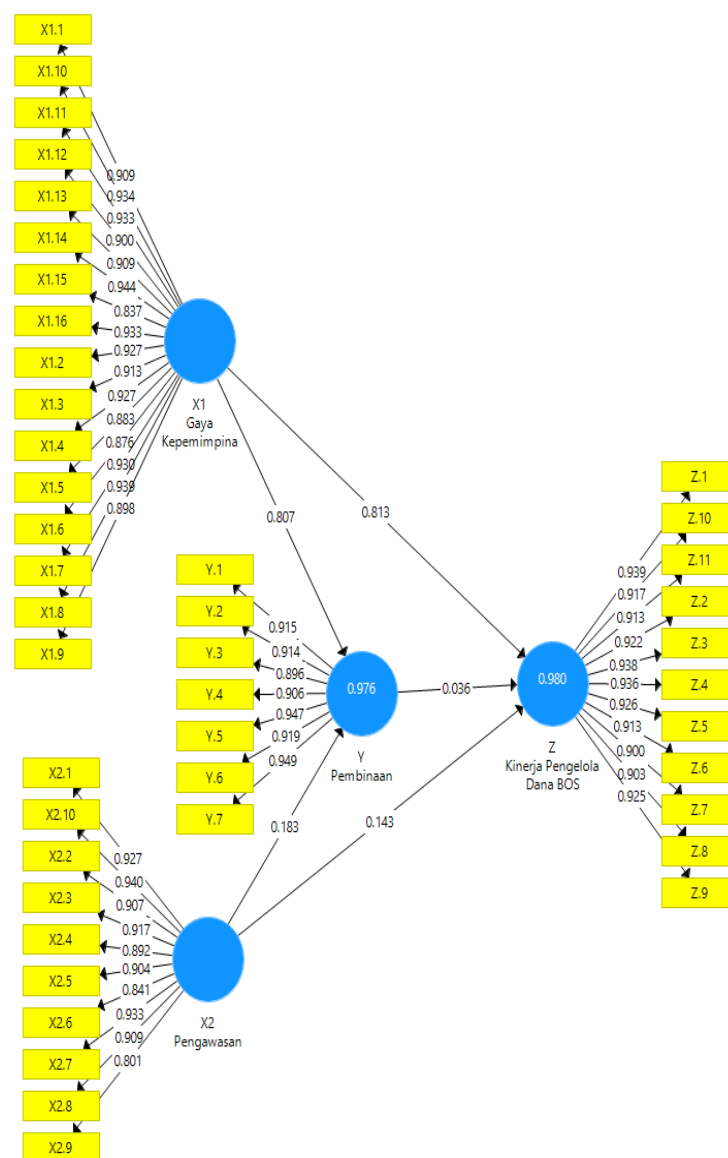 X1.1
X1.10
X1.11
X1.12
X1.13
X1.14
X1.15
X1.16
X1.2
X1.3
X1.4
X1.5
X1.6
X1.7
X1.8
X1.9
0.909
0.934
0.933
0.900
0.909
0.944
0.837
0.933
0.927
0.913
0.927
0.883
0.876
0.930
0.939
0.898
X1
Gaya
Kepemimpina
0.807
0.813
Y.1
Y.2
Y.3
Y.4
Y.5
Y.6
Y.7
0.915
0.914
0.896
0.906
0.947
0.919
0.949
0.976
Y
Pembinaan
0.036
0.183
0.143
Z.1
Z.10
Z.11
Z.2
Z.3
Z.4
Z.5
Z.6
Z.7
Z.8
Z.9
0.939
0.917
0.913
0.922
0.938
0.936
0.926
0.913
0.900
0.903
0.925
0.980
Z
Kinerja Pengelola
Dana BOS
X2.1
X2.10
X2.2
X2.3
X2.4
X2.5
X2.6
X2.7
X2.8
X2.9
0.927
0.940
0.907
0.917
0.892
0.904
0.841
0.933
0.909
0.801
X2
Pengawasan